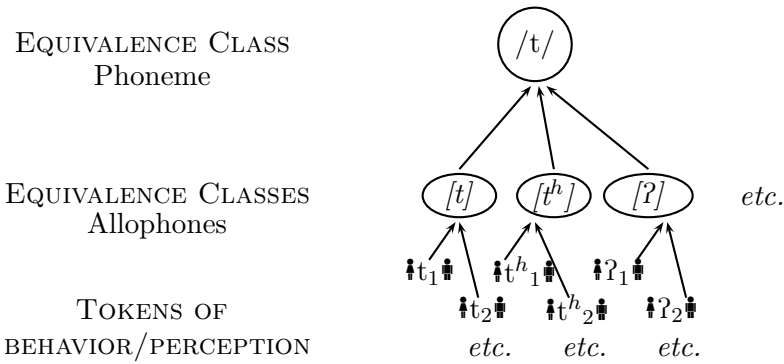 EQUIVALENCE CLASS
Phoneme
/t/
EQUIVALENCE CLASSES
Allophones
[t] [tʰ] [ʔ] etc.
t₁ tʰ₁ ʔ₁
TOKENS OF
t₂ tʰ₂ ʔ₂
BEHAVIOR/PERCEPTION
etc. etc. etc.